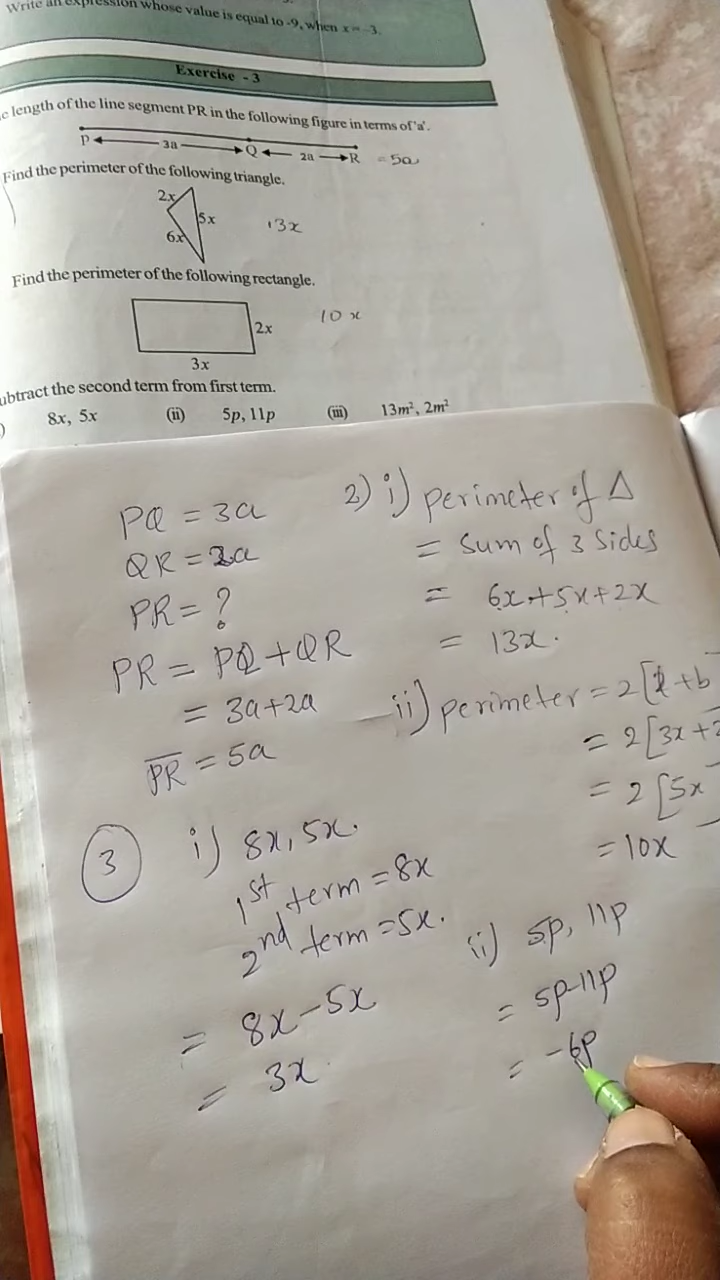 Write an expression whose value is equal to -9, when x = -3.
Exercise - 3
length of the line segment PR in the following figure in terms of 'a'.
P 3a Q 2a R = 5a
Find the perimeter of the following triangle.
2x
5x
6x
13x
Find the perimeter of the following rectangle.
2x
3x
10x
ubtract the second term from first term.
) 8x, 5x (ii) 5p, 11p (iii) 13m², 2m²
PQ = 3a
QR = 2a
PR = ?
PR = PQ + QR
= 3a+2a
PR = 5a
2) i) perimeter of Δ
= Sum of 3 Sides
= 6x+5x+2x
= 13x.
ii) perimeter = 2[l+b
= 2[3x+2
= 2[5x
= 10x
3 i) 8x, 5x.
1st term = 8x
2nd term = 5x.
= 8x-5x
= 3x
ii) 5p, 11p
= 5p-11p
= -6p